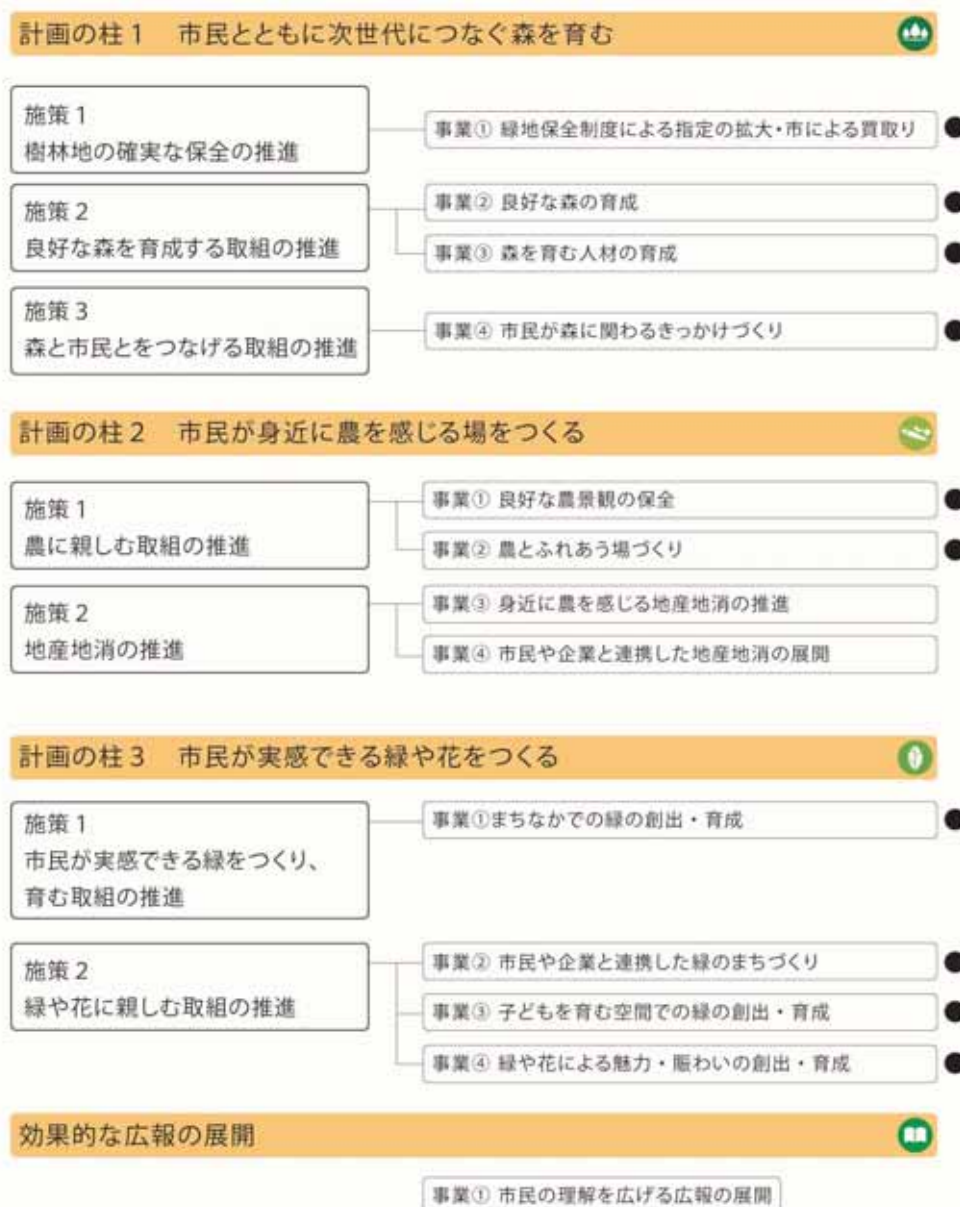 計画の柱 1　市民とともに次世代につなぐ森を育む
施策 1
樹林地の確実な保全の推進
事業① 緑地保全制度による指定の拡大・市による買取り
施策 2
良好な森を育成する取組の推進
事業② 良好な森の育成
事業③ 森を育む人材の育成
施策 3
森と市民とをつなげる取組の推進
事業④ 市民が森に関わるきっかけづくり
計画の柱 2　市民が身近に農を感じる場をつくる
施策 1
農に親しむ取組の推進
事業① 良好な農景観の保全
事業② 農とふれあう場づくり
施策 2
地産地消の推進
事業③ 身近に農を感じる地産地消の推進
事業④ 市民や企業と連携した地産地消の展開
計画の柱 3　市民が実感できる緑や花をつくる
施策 1
市民が実感できる緑をつくり、
育む取組の推進
事業①まちなかでの緑の創出・育成
施策 2
緑や花に親しむ取組の推進
事業② 市民や企業と連携した緑のまちづくり
事業③ 子どもを育む空間での緑の創出・育成
事業④ 緑や花による魅力・賑わいの創出・育成
効果的な広報の展開
事業① 市民の理解を広げる広報の展開